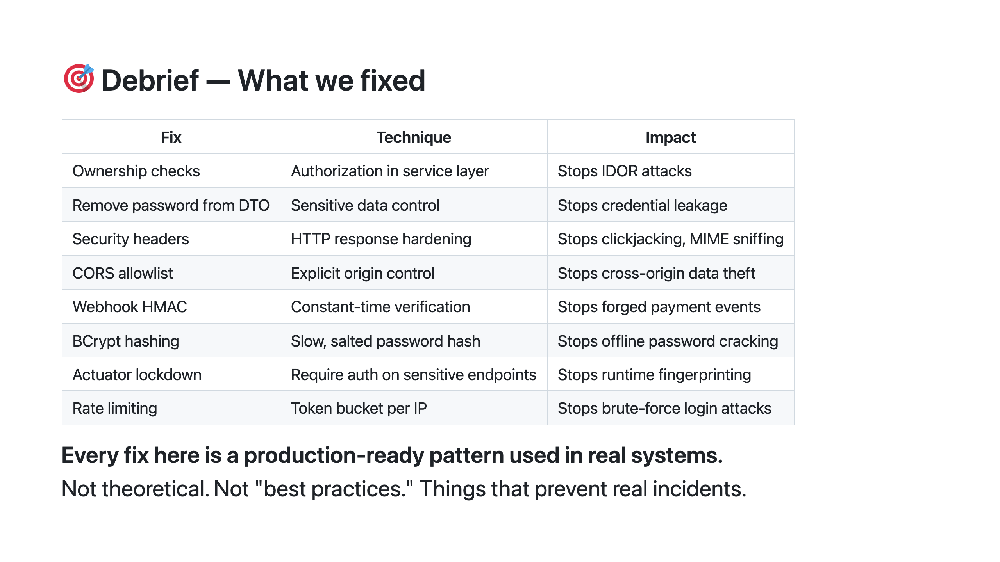 🎯 Debrief — What we fixed
Fix Technique Impact
Ownership checks Authorization in service layer Stops IDOR attacks
Remove password from DTO Sensitive data control Stops credential leakage
Security headers HTTP response hardening Stops clickjacking, MIME sniffing
CORS allowlist Explicit origin control Stops cross-origin data theft
Webhook HMAC Constant-time verification Stops forged payment events
BCrypt hashing Slow, salted password hash Stops offline password cracking
Actuator lockdown Require auth on sensitive endpoints Stops runtime fingerprinting
Rate limiting Token bucket per IP Stops brute-force login attacks
Every fix here is a production-ready pattern used in real systems.
Not theoretical. Not "best practices." Things that prevent real incidents.